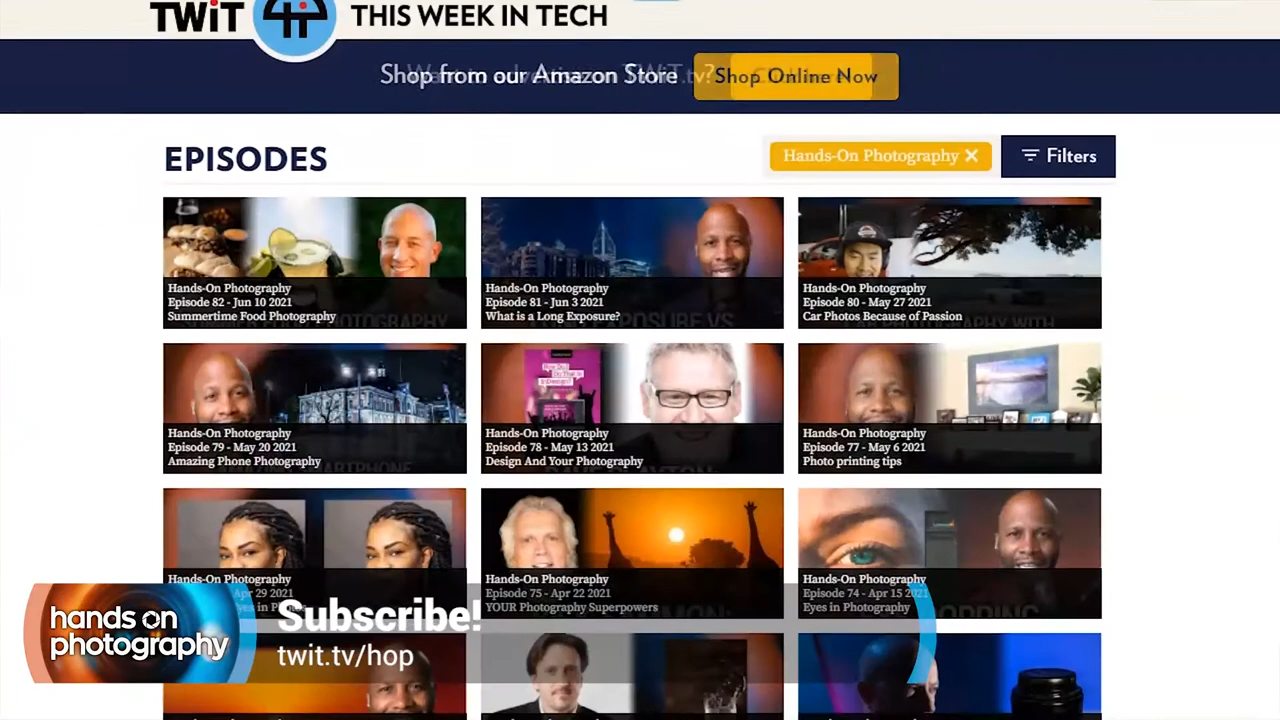 TWiT
THIS WEEK IN TECH
Shop from our Amazon Store
Shop Online Now
EPISODES
Hands-On Photography ✕
Filters
Hands-On Photography
Episode 82 - Jun 10 2021
Summertime Food Photography
Hands-On Photography
Episode 81 - Jun 3 2021
What is a Long Exposure?
Hands-On Photography
Episode 80 - May 27 2021
Car Photos Because of Passion
Hands-On Photography
Episode 79 - May 20 2021
Amazing Phone Photography
Hands-On Photography
Episode 78 - May 13 2021
Design And Your Photography
Hands-On Photography
Episode 77 - May 6 2021
Photo printing tips
Hands-On Photography
Apr 29 2021
Eyes in
Hands-On Photography
Episode 75 - Apr 22 2021
YOUR Photography Superpowers
Hands-On Photography
Episode 74 - Apr 15 2021
Eyes in Photography
hands on
photography
Subscribe!
twit.tv/hop